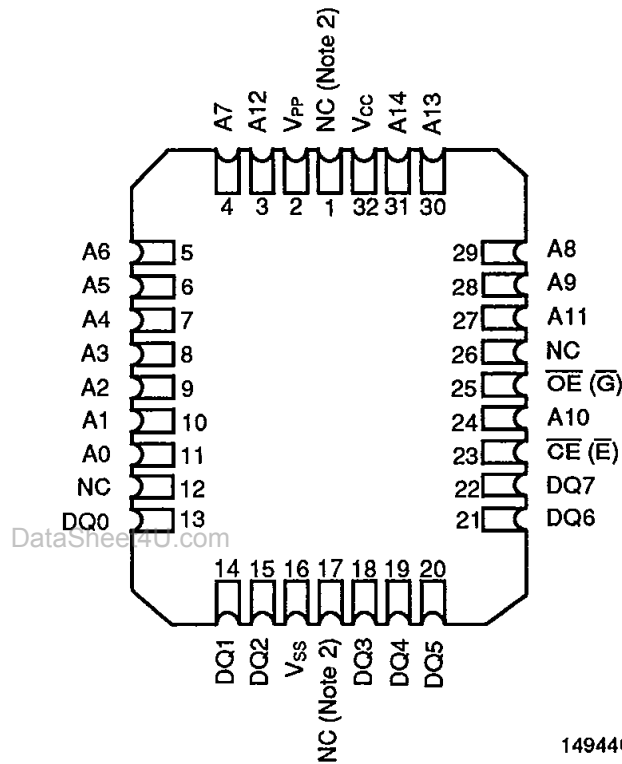 A7 A12 VPP NC (Note 2) VCC A14 A13
4 3 2 1 32 31 30
A6 5 29 A8
A5 6 28 A9
A4 7 27 A11
A3 8 26 NC
A2 9 25 O̅E̅ (G̅)
A1 10 24 A10
A0 11 23 C̅E̅ (E̅)
NC 12 22 DQ7
DQ0 13 21 DQ6
DataSheet4U.com
14 15 16 17 18 19 20
DQ1 DQ2 VSS NC (Note 2) DQ3 DQ4 DQ5